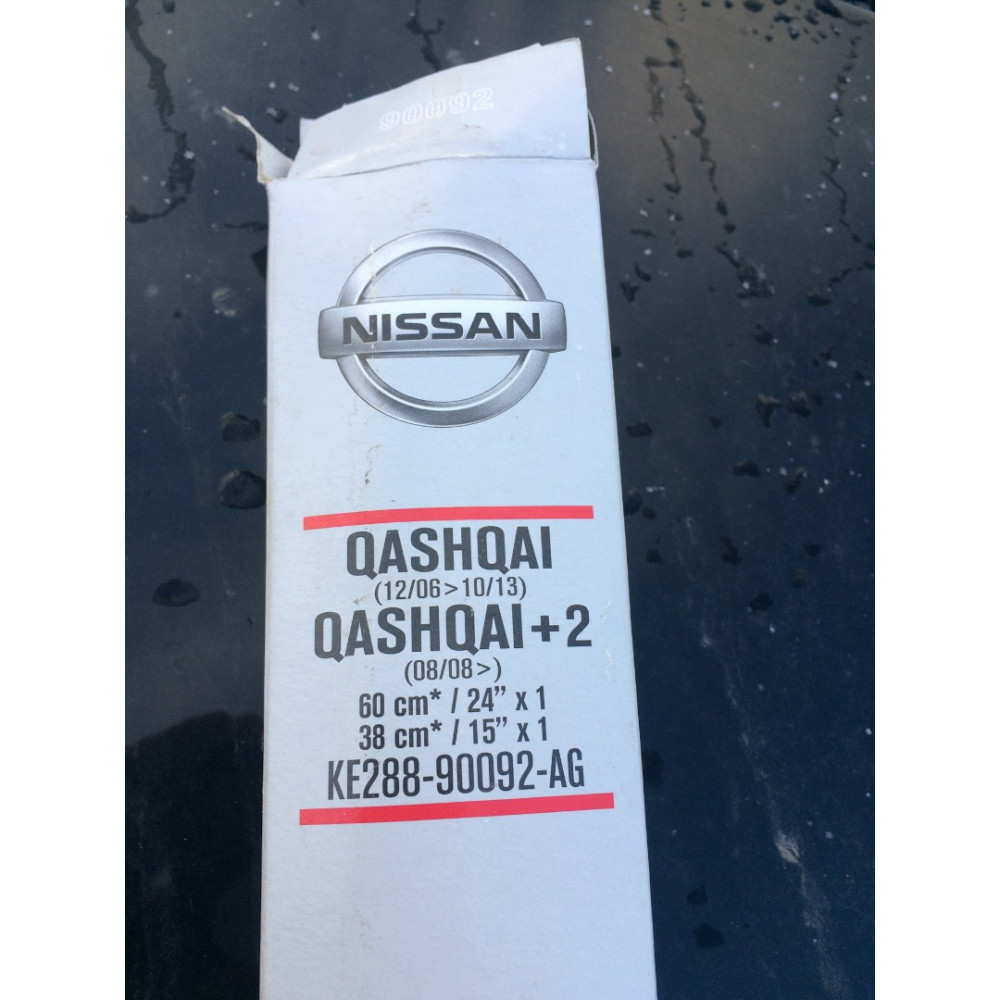 90092
NISSAN
QASHQAI
(12/06>10/13)
QASHQAI+2
(08/08>)
60 cm* / 24” x 1
38 cm* / 15” x 1
KE288-90092-AG